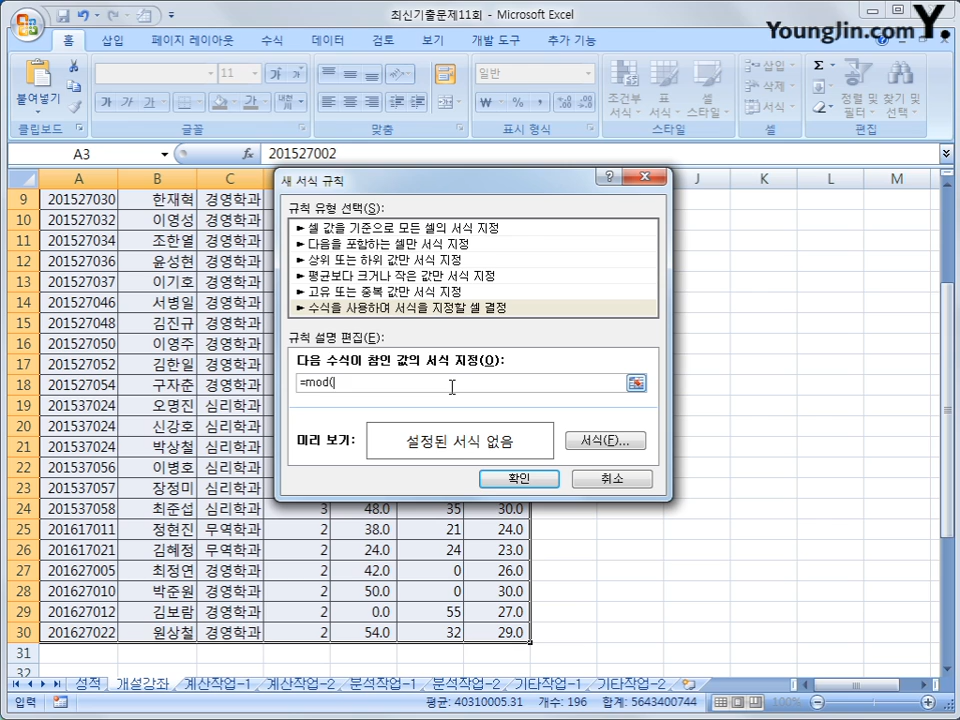 최신기출문제11회 - Microsoft Excel
YoungJin.com Y.
홈 삽입 페이지 레이아웃 수식 데이터 검토 보기 개발 도구 추가 기능
붙여넣기 11 가 가 일반 조건부 서식 표 서식 셀 스타일 삽입 삭제 서식 Σ 정렬 및 필터 찾기 및 선택
가 가 가 가 내천 ₩ % ,
클립보드 글꼴 맞춤 표시 형식 스타일 셀 편집
A3 fx 201527002
A B C J K L M
9 201527030 한재혁 경영학과
10 201527032 이영성 경영학과
11 201527034 조한열 경영학과
12 201527036 윤성현 경영학과
13 201527037 이기호 경영학과
14 201527046 서병일 경영학과
15 201527048 김진규 경영학과
16 201527050 이영주 경영학과
17 201527052 김한일 경영학과
18 201527054 구자춘 경영학과
19 201537024 오명진 심리학과
20 201537024 신강호 심리학과
21 201537024 박상철 심리학과
22 201537056 이병호 심리학과
23 201537057 장정미 심리학과
24 201537058 최준섭 심리학과 3 48.0 35 30.0
25 201617011 정현진 무역학과 2 38.0 21 24.0
26 201617021 김혜정 무역학과 2 24.0 24 23.0
27 201627005 최정연 경영학과 2 42.0 0 26.0
28 201627010 박준원 경영학과 2 50.0 0 30.0
29 201627012 김보람 경영학과 2 0.0 55 27.0
30 201627022 원상철 경영학과 2 54.0 32 29.0
31
32
새 서식 규칙
규칙 유형 선택(S):
► 셀 값을 기준으로 모든 셀의 서식 지정
► 다음을 포함하는 셀만 서식 지정
► 상위 또는 하위 값만 서식 지정
► 평균보다 크거나 작은 값만 서식 지정
► 고유 또는 중복 값만 서식 지정
► 수식을 사용하여 서식을 지정할 셀 결정
규칙 설명 편집(E):
다음 수식이 참인 값의 서식 지정(O):
=mod(
미리 보기: 설정된 서식 없음 서식(F)...
확인 취소
성적 개설강좌 계산작업-1 계산작업-2 분석작업-1 분석작업-2 기타작업-1 기타작업-2
입력 평균: 40310005.31 개수: 196 합계: 5643400744 100%